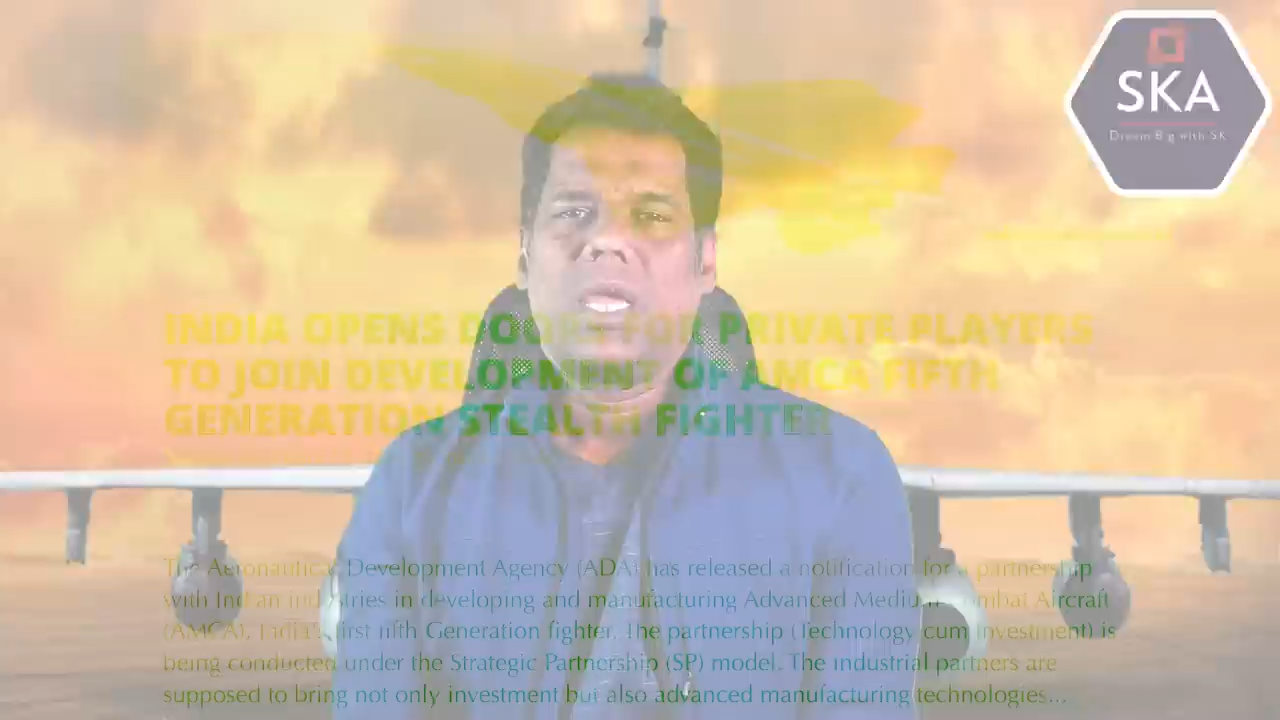 SKA
Dream Big with SK
INDIA OPENS DOORS FOR PRIVATE PLAYERS
TO JOIN DEVELOPMENT OF AMCA FIFTH
GENERATION STEALTH FIGHTER
The Aeronautical Development Agency (ADA) has released a notification for a partnership
with Indian industries in developing and manufacturing Advanced Medium Combat Aircraft
(AMCA), India's first fifth Generation fighter. The partnership (Technology cum Investment) is
being conducted under the Strategic Partnership (SP) model. The industrial partners are
supposed to bring not only investment but also advanced manufacturing technologies...